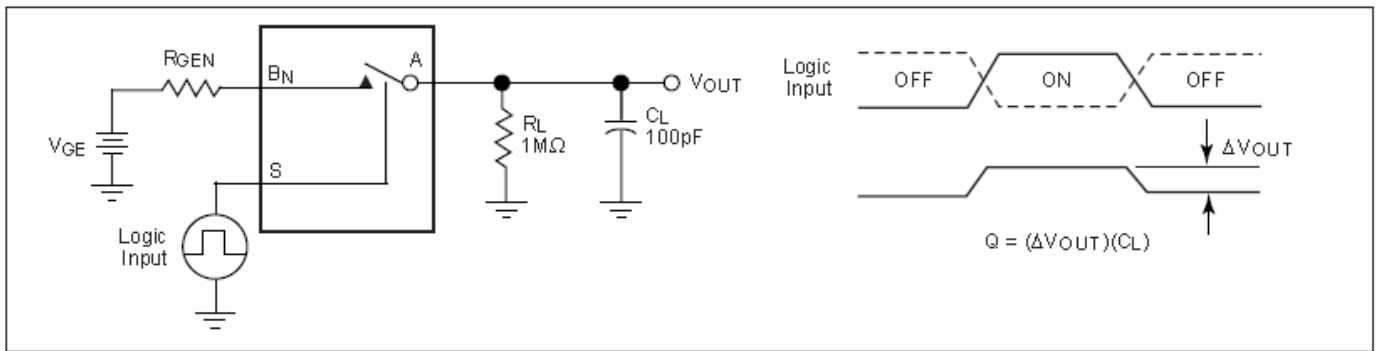 RGEN
BN
A
VOUT
VGE
RL
1MΩ
CL
100pF
S
Logic
Input
Logic
Input
OFF
ON
OFF
ΔVOUT
Q = (ΔVOUT)(CL)